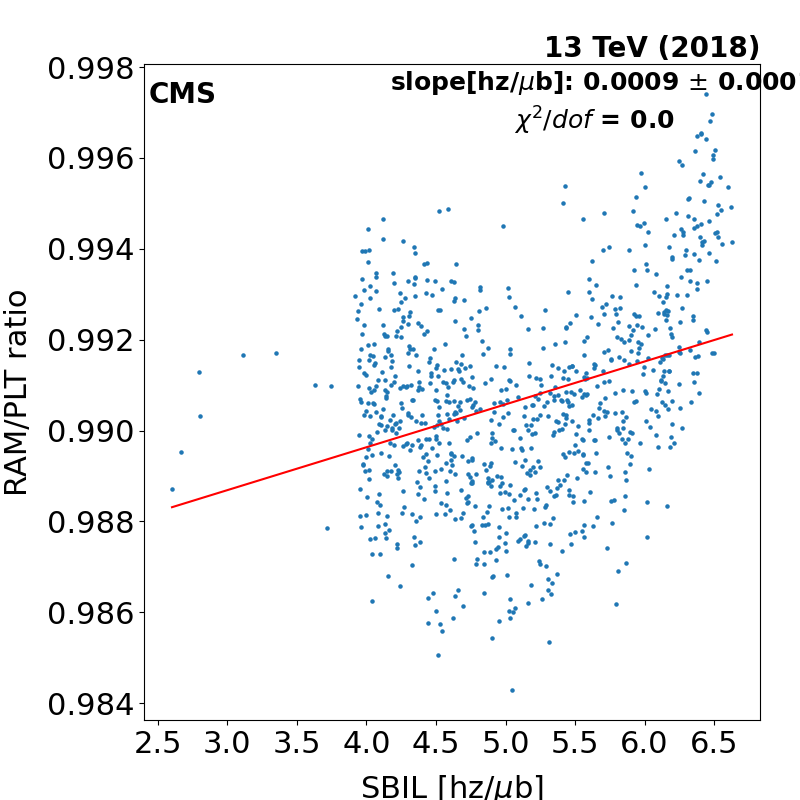 13 TeV (2018)
CMS
slope[hz/μb]: 0.0009 ± 0.000
χ²/dof = 0.0
0.998
0.996
0.994
0.992
0.990
0.988
0.986
0.984
RAM/PLT ratio
2.5 3.0 3.5 4.0 4.5 5.0 5.5 6.0 6.5
SBIL [hz/μb]